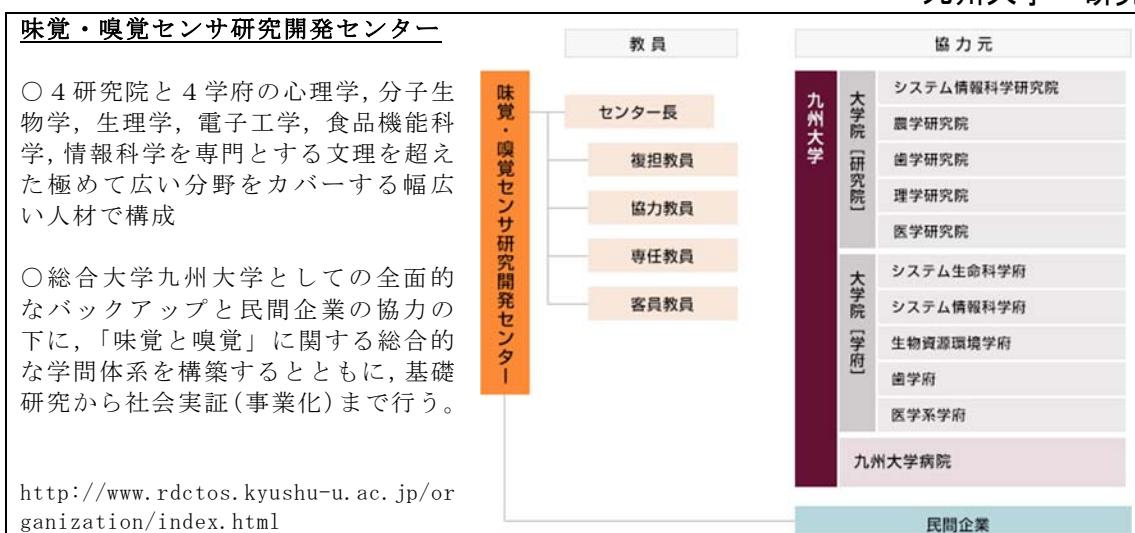 味覚・嗅覚センサ研究開発センター
○4研究院と4学府の心理学，分子生
物学，生理学，電子工学，食品機能科
学，情報科学を専門とする文理を超え
た極めて広い分野をカバーする幅広
い人材で構成
○総合大学九州大学としての全面的
なバックアップと民間企業の協力の
下に，「味覚と嗅覚」に関する総合的
な学問体系を構築するとともに，基礎
研究から社会実証(事業化)まで行う。
http://www.rdctos.kyushu-u.ac.jp/or
ganization/index.html
教員
味覚・嗅覚センサ研究開発センター
センター長
複担教員
協力教員
専任教員
客員教員
協力元
九州大学
大学院［研究院］
システム情報科学研究院
農学研究院
歯学研究院
理学研究院
医学研究院
大学院［学府］
システム生命科学府
システム情報科学府
生物資源環境学府
歯学府
医学系学府
九州大学病院
民間企業